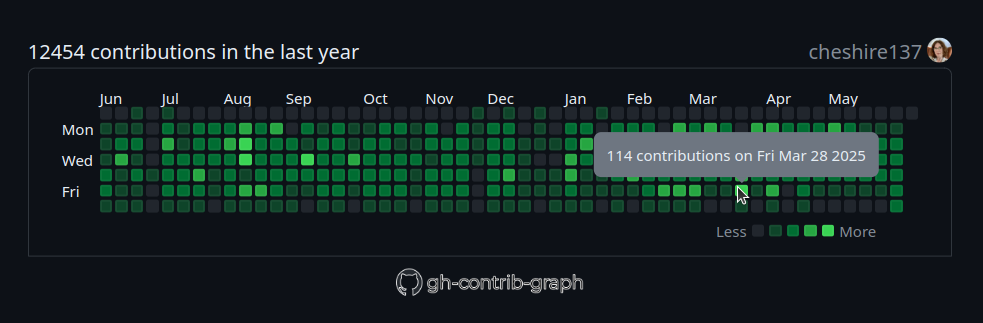 12454 contributions in the last year
cheshire137
Jun Jul Aug Sep Oct Nov Dec Jan Feb Mar Apr May
Mon
114 contributions on Fri Mar 28 2025
Wed
Fri
Less More
gh-contrib-graph